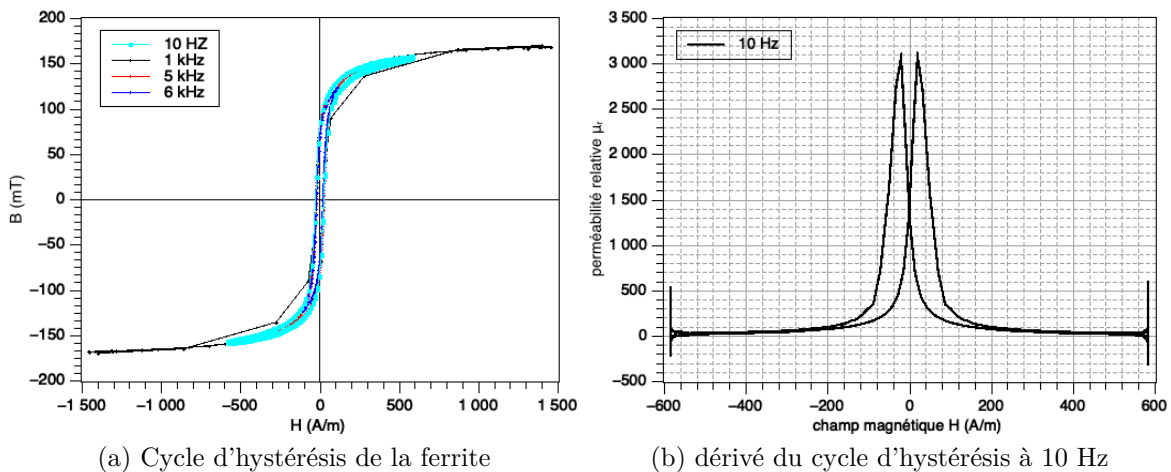 200
150
100
50
0
−50
−100
−150
−200
B (mT)
10 HZ
1 kHz
5 kHz
6 kHz
−1 500
−1 000
−500
0
500
1 000
1 500
H (A/m)
(a) Cycle d'hystérésis de la ferrite
3 500
3 000
2 500
2 000
1 500
1 000
500
0
−500
perméabilité relative μᵣ
10 Hz
−600
−400
−200
0
200
400
600
champ magnétique H (A/m)
(b) dérivé du cycle d'hystérésis à 10 Hz